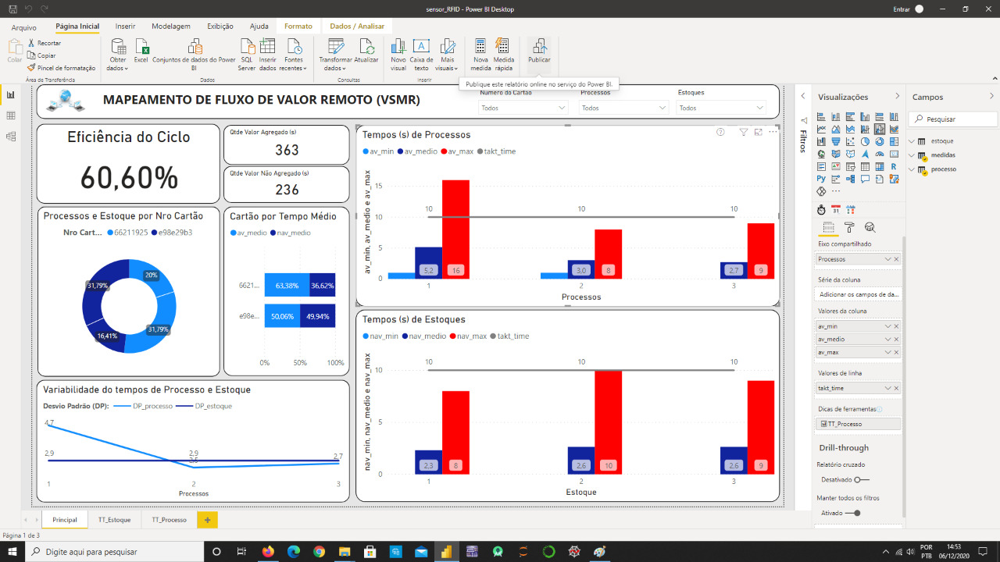 sensor_RFID - Power BI Desktop
Entrar
Arquivo
Página Inicial
Inserir
Modelagem
Exibição
Ajuda
Formato
Dados / Analisar
Colar
Recortar
Copiar
Pincel de formatação
Área de Transferência
Obter dados
Excel
Conjuntos de dados do Power BI
SQL Server
Inserir dados
Fontes recentes
Dados
Transformar dados
Atualizar
Consultas
Novo visual
Caixa de texto
Mais visuais
Inserir
Nova medida
Medida rápida
Publicar
Publique este relatório online no serviço do Power BI.
MAPEAMENTO DE FLUXO DE VALOR REMOTO (VSMR)
Número do Cartão
Todos
Processos
Todos
Estoques
Todos
Eficiência do Ciclo
60,60%
Qtde Valor Agregado (s)
363
Qtde Valor Não Agregado (s)
236
Processos e Estoque por Nro Cartão
Nro Cart... 66211925 e98e29b3
20%
31,79%
16,41%
31,79%
Cartão por Tempo Médio
av_medio nav_medio
6621... 63,38% 36,62%
e98e... 50.06% 49,94%
0% 50% 100%
Variabilidade do tempos de Processo e Estoque
Desvio Padrão (DP): DP_processo DP_estoque
4,7
2,9
2,9
2,5
2,7
1 2 3
Processos
Tempos (s) de Processos
av_min av_medio av_max takt_time
av_min, av_medio e av_max
15
10
5
0
10 10 10
5.2 16 3,0 8 2,7 9
1 2 3
Processos
Tempos (s) de Estoques
nav_min nav_medio nav_max takt_time
nav_min, nav_medio e nav_max
10
5
0
10 10 10
2,3 8 2,6 10 2,6 9
1 2 3
Estoque
Filtros
Visualizações
R
Py
Eixo compartilhado
Processos
Série da coluna
Adicionar os campos de da...
Valores da coluna
av_min
av_medio
av_max
Valores de linha
takt_time
Dicas de ferramentas
TT_Processo
Drill-through
Relatório cruzado
Desativado
Manter todos os filtros
Ativado
Campos
Pesquisar
estoque
medidas
processo
Principal
TT_Estoque
TT_Processo
Página 1 de 3
Digite aqui para pesquisar
POR
PTB
14:53
06/12/2020